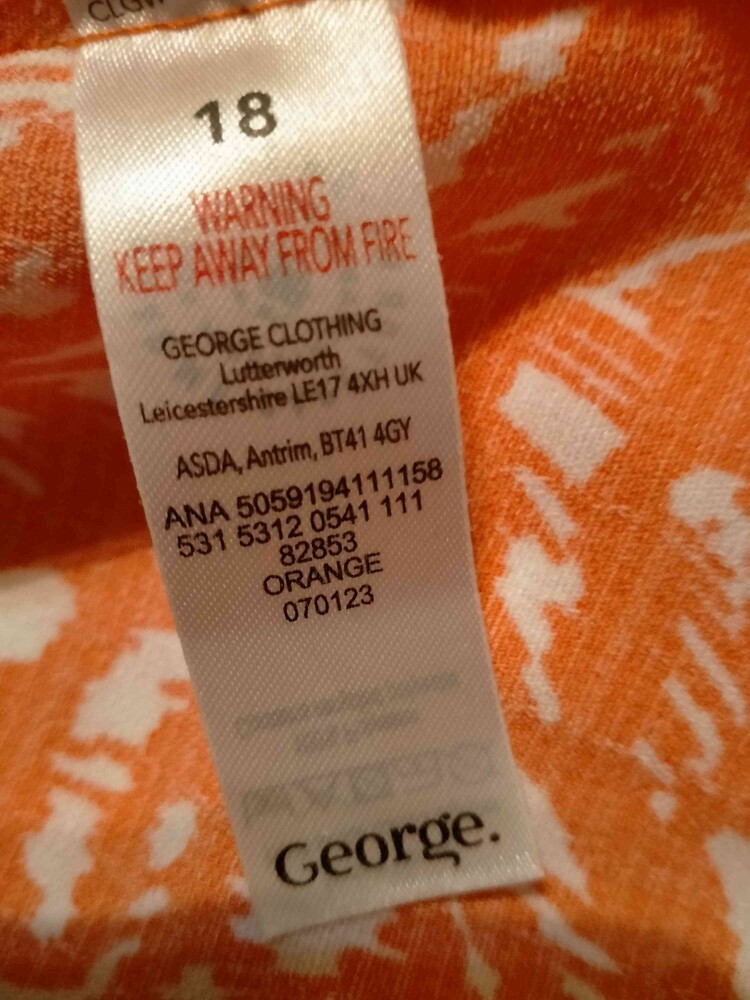 18
WARNING
KEEP AWAY FROM FIRE
GEORGE CLOTHING
Lutterworth
Leicestershire LE17 4XH UK
ASDA, Antrim, BT41 4GY
ANA 5059194111158
531 5312 0541 111
82853
ORANGE
070123
George.